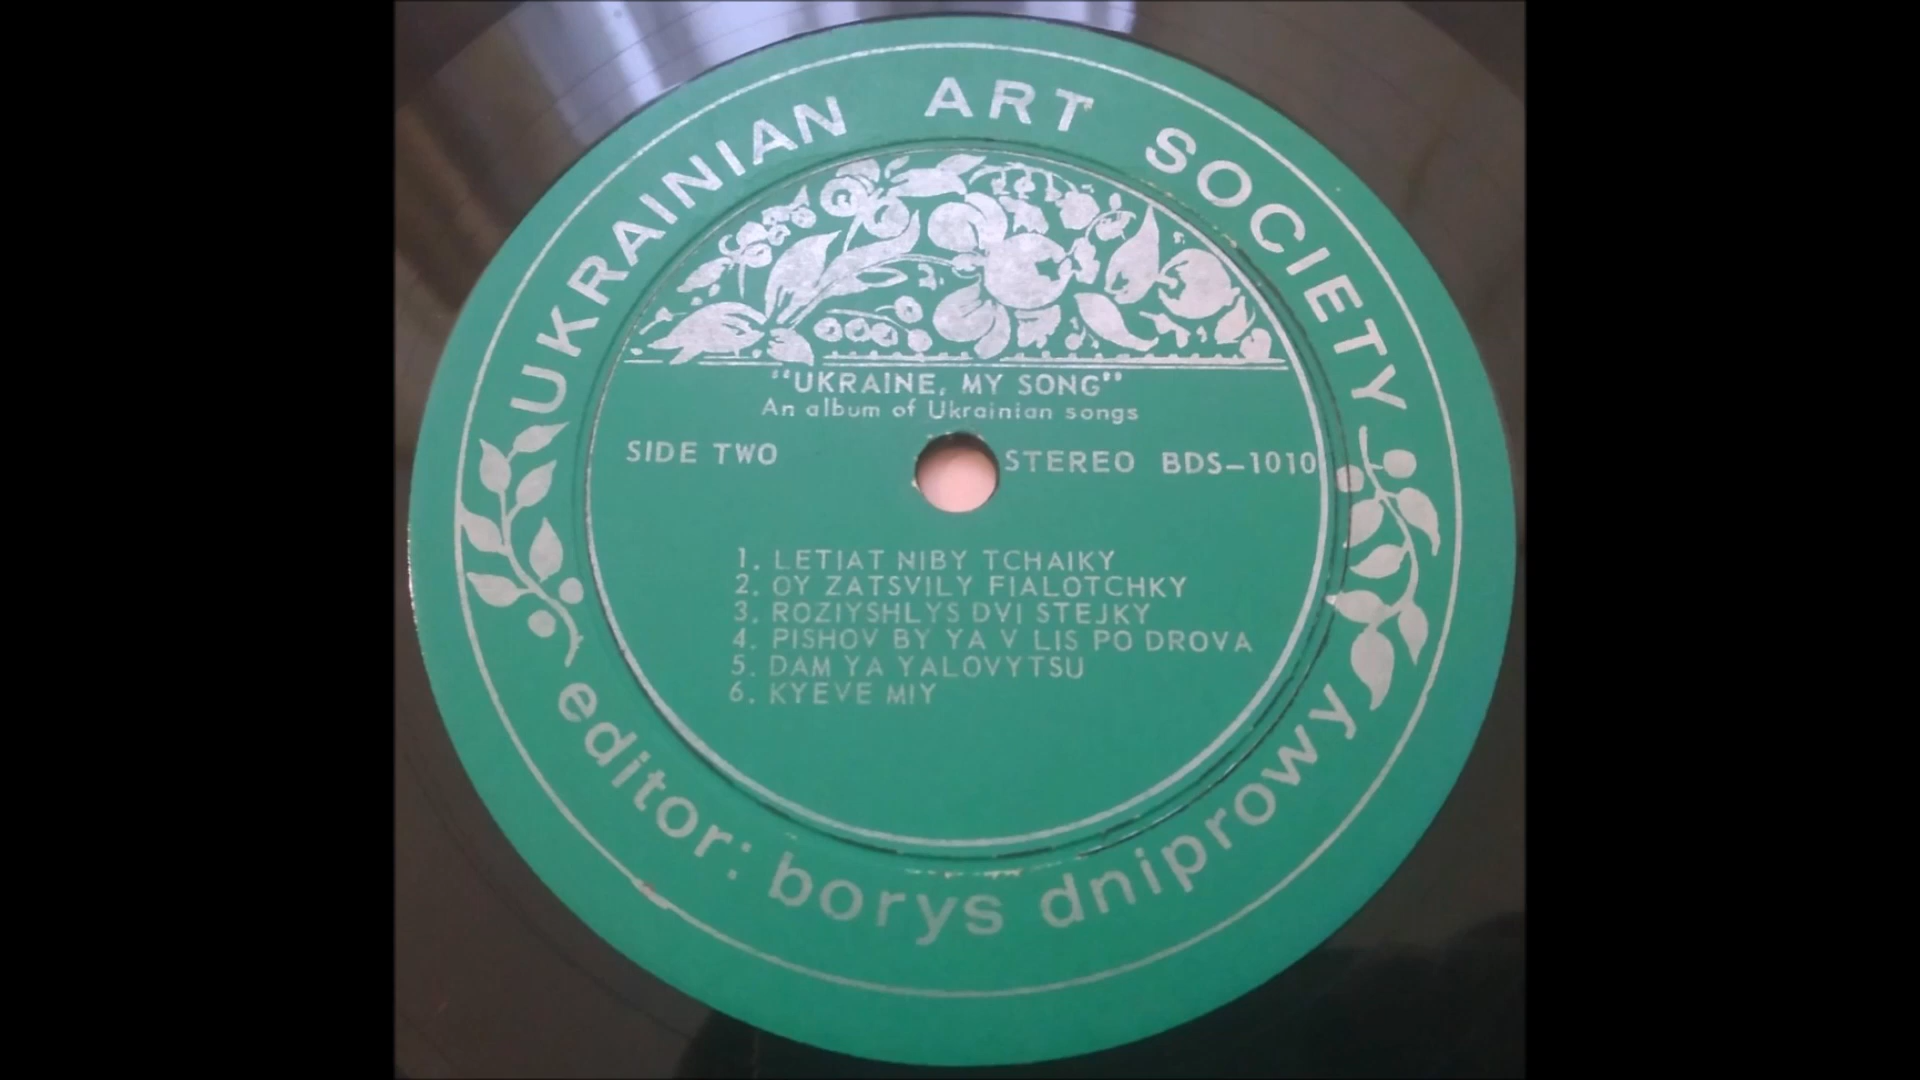 UKRAINIAN ART SOCIETY
"UKRAINE, MY SONG"
An album of Ukrainian songs
SIDE TWO
STEREO BDS-1010
1. LETIAT NIBY TCHAIKY
2. OY ZATSVILY FIALOTCHKY
3. ROZIYSHLYS DVI STEJKY
4. PISHOV BY YA V LIS PO DROVA
5. DAM YA YALOVYTSU
6. KYEVE MIY
editor: borys dniprowy